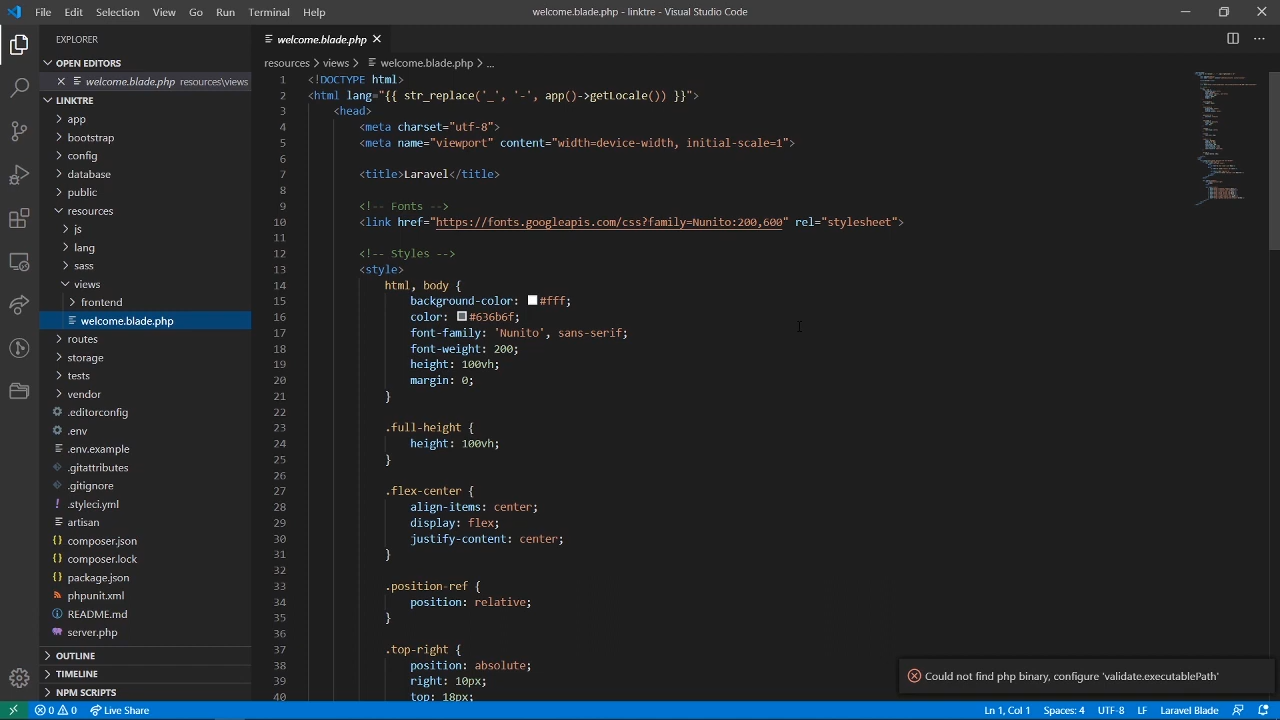 File Edit Selection View Go Run Terminal Help
welcome.blade.php - linktre - Visual Studio Code
EXPLORER
OPEN EDITORS
welcome.blade.php resources\views
LINKTRE
app
bootstrap
config
database
public
resources
js
lang
sass
views
frontend
welcome.blade.php
routes
storage
tests
vendor
.editorconfig
.env
.env.example
.gitattributes
.gitignore
.styleci.yml
artisan
composer.json
composer.lock
package.json
phpunit.xml
README.md
server.php
OUTLINE
TIMELINE
NPM SCRIPTS
welcome.blade.php
resources > views > welcome.blade.php > ...
1 <!DOCTYPE html>
2 <html lang="{{ str_replace('_', '-', app()->getLocale()) }}">
3 <head>
4 <meta charset="utf-8">
5 <meta name="viewport" content="width=device-width, initial-scale=1">
6
7 <title>Laravel</title>
8
9 <!-- Fonts -->
10 <link href="https://fonts.googleapis.com/css?family=Nunito:200,600" rel="stylesheet">
11
12 <!-- Styles -->
13 <style>
14 html, body {
15 background-color: #fff;
16 color: #636b6f;
17 font-family: 'Nunito', sans-serif;
18 font-weight: 200;
19 height: 100vh;
20 margin: 0;
21 }
22
23 .full-height {
24 height: 100vh;
25 }
26
27 .flex-center {
28 align-items: center;
29 display: flex;
30 justify-content: center;
31 }
32
33 .position-ref {
34 position: relative;
35 }
36
37 .top-right {
38 position: absolute;
39 right: 10px;
40 top: 18px;
Could not find php binary, configure 'validate.executablePath'
0 0 Live Share
Ln 1, Col 1 Spaces: 4 UTF-8 LF Laravel Blade